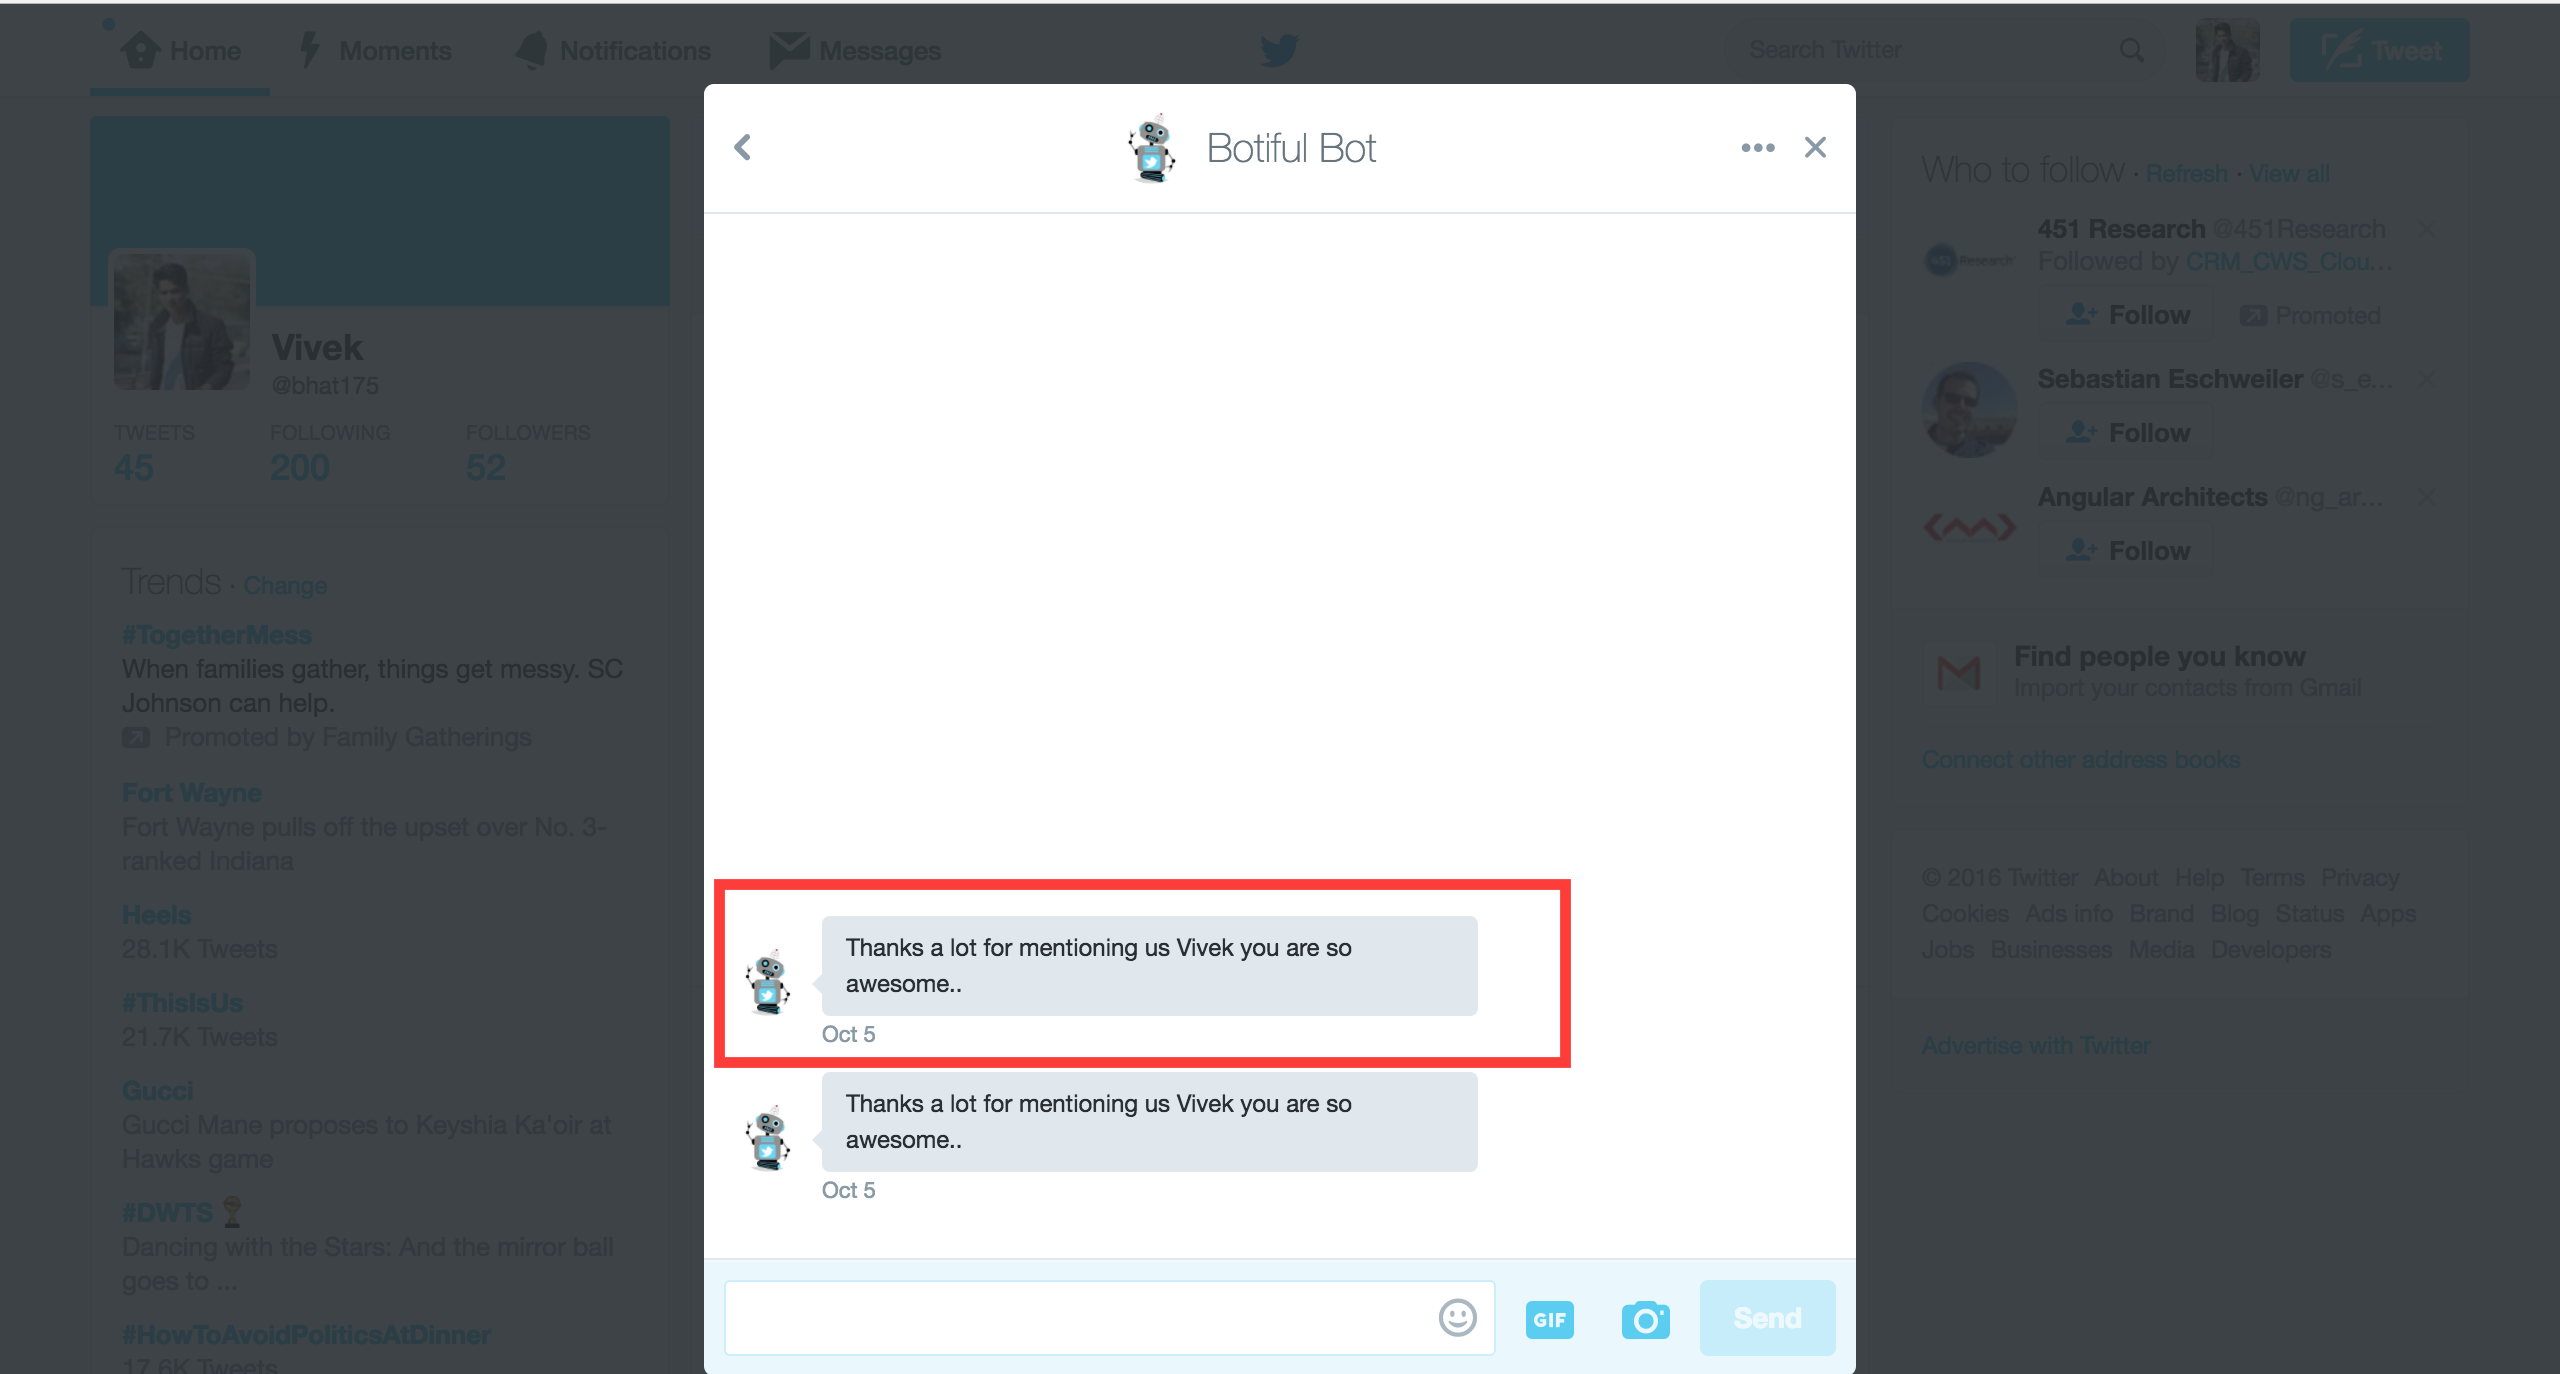 Home
Moments
Notifications
Messages
Search Twitter
Tweet
Botiful Bot
Vivek
@bhat175
TWEETS FOLLOWING FOLLOWERS
45 200 52
Trends · Change
#TogetherMess
When families gather, things get messy. SC
Johnson can help.
Promoted by Family Gatherings
Fort Wayne
Fort Wayne pulls off the upset over No. 3-
ranked Indiana
Heels
28.1K Tweets
#ThisIsUs
21.7K Tweets
Gucci
Gucci Mane proposes to Keyshia Ka'oir at
Hawks game
#DWTS
Dancing with the Stars: And the mirror ball
goes to ...
#HowToAvoidPoliticsAtDinner
17.6K Tweets
Thanks a lot for mentioning us Vivek you are so
awesome..
Oct 5
Thanks a lot for mentioning us Vivek you are so
awesome..
Oct 5
GIF
Send
Who to follow · Refresh · View all
451 Research @451Research
Followed by CRM_CWS_Clou...
451 Research
Follow
Promoted
Sebastian Eschweiler @s_e...
Follow
Angular Architects @ng_ar...
Follow
Find people you know
Import your contacts from Gmail
Connect other address books
© 2016 Twitter About Help Terms Privacy
Cookies Ads info Brand Blog Status Apps
Jobs Businesses Media Developers
Advertise with Twitter